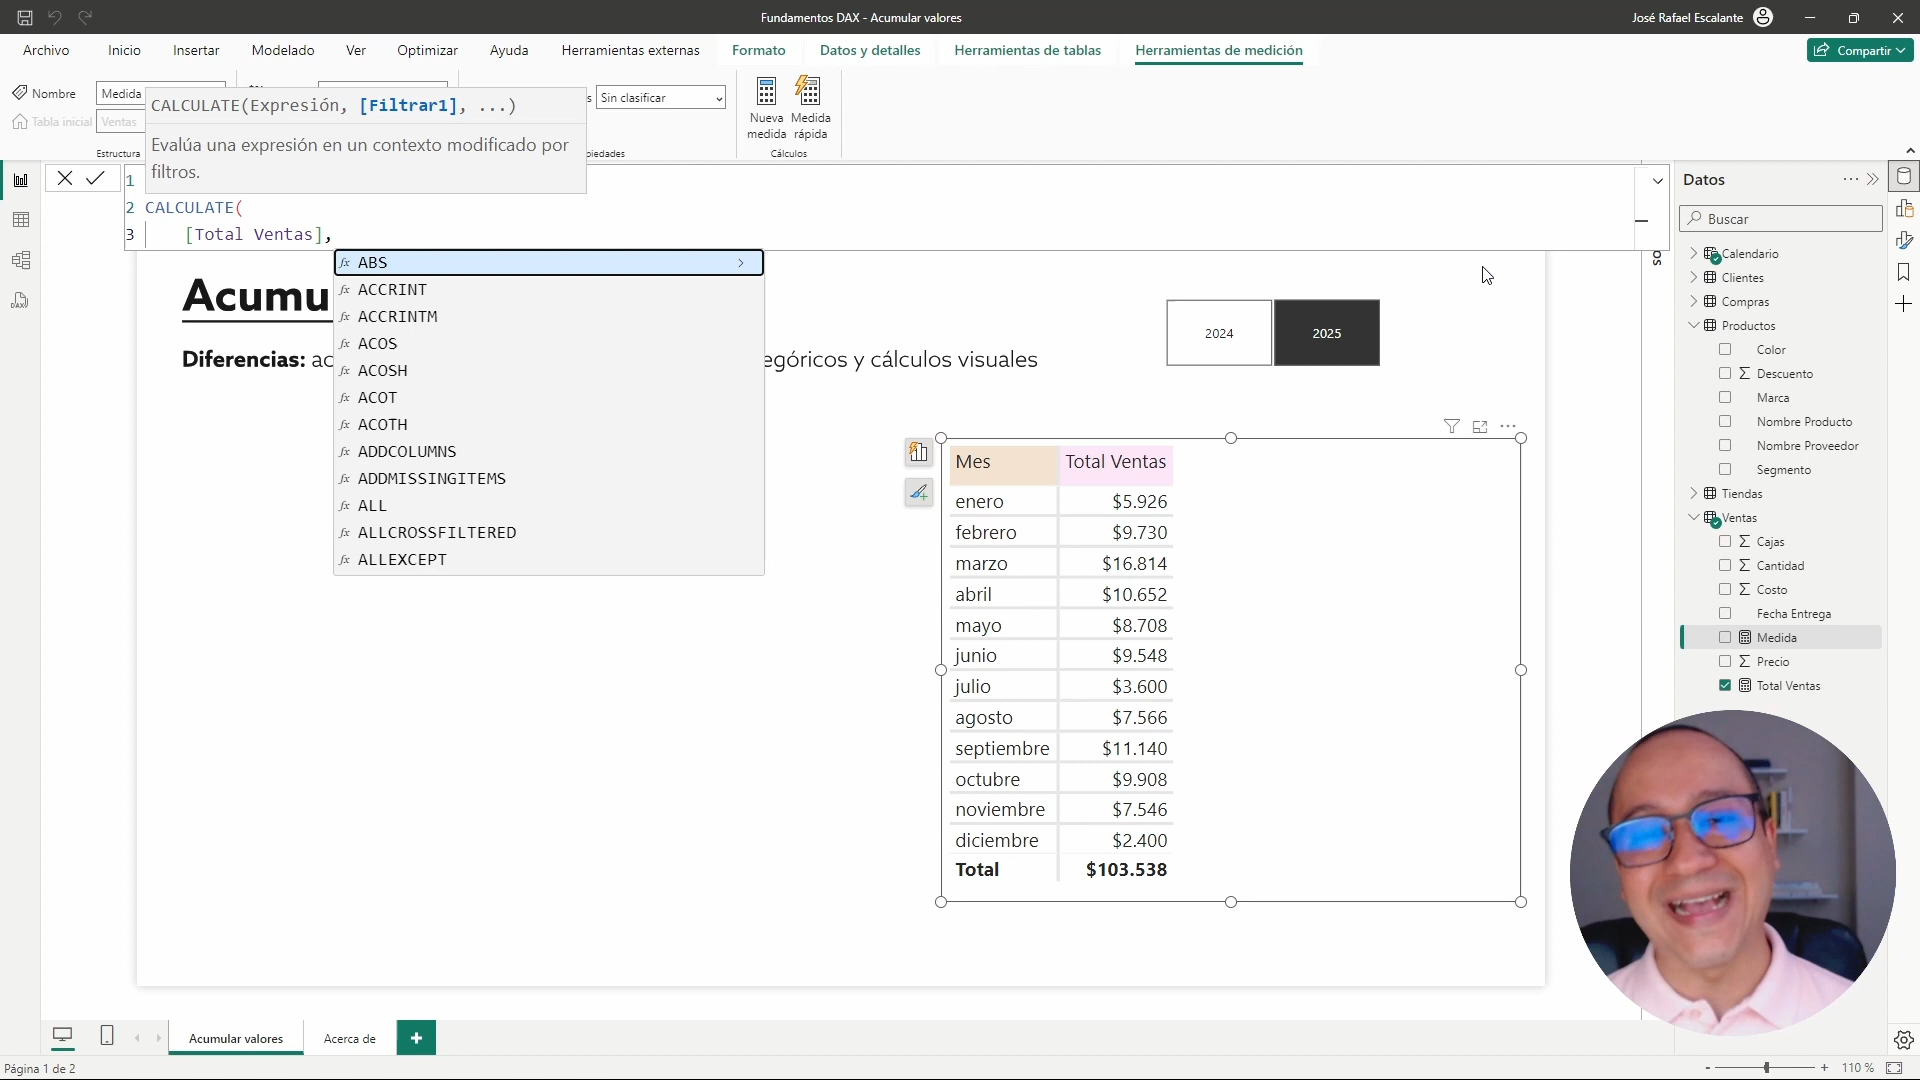 Fundamentos DAX - Acumular valores
José Rafael Escalante
Archivo
Inicio
Insertar
Modelado
Ver
Optimizar
Ayuda
Herramientas externas
Formato
Datos y detalles
Herramientas de tablas
Herramientas de medición
Compartir
Nombre
Medida
Tabla inicial
Ventas
Estructura
CALCULATE(Expresión, [Filtrar1], ...)
Evalúa una expresión en un contexto modificado por
filtros.
Sin clasificar
Nueva
medida
Medida
rápida
Cálculos
1
2 CALCULATE(
3 [Total Ventas],
ABS
ACCRINT
ACCRINTM
ACOS
ACOSH
ACOT
ACOTH
ADDCOLUMNS
ADDMISSINGITEMS
ALL
ALLCROSSFILTERED
ALLEXCEPT
Acumu
Diferencias: ac
egóricos y cálculos visuales
2024
2025
Mes Total Ventas
enero $5.926
febrero $9.730
marzo $16.814
abril $10.652
mayo $8.708
junio $9.548
julio $3.600
agosto $7.566
septiembre $11.140
octubre $9.908
noviembre $7.546
diciembre $2.400
Total $103.538
Datos
Buscar
Calendario
Clientes
Compras
Productos
Color
Descuento
Marca
Nombre Producto
Nombre Proveedor
Segmento
Tiendas
Ventas
Cajas
Cantidad
Costo
Fecha Entrega
Medida
Precio
Total Ventas
Acumular valores
Acerca de
Página 1 de 2
110 %